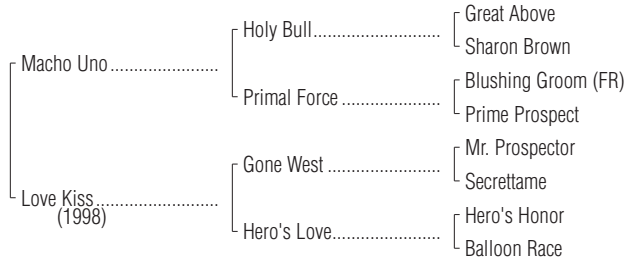 Great Above
Holy Bull..............................
Sharon Brown
Macho Uno..........................
Blushing Groom (FR)
Primal Force........................
Prime Prospect
Mr. Prospector
Gone West...........................
Secrettame
Love Kiss..............................
(1998)
Hero's Honor
Hero's Love..........................
Balloon Race